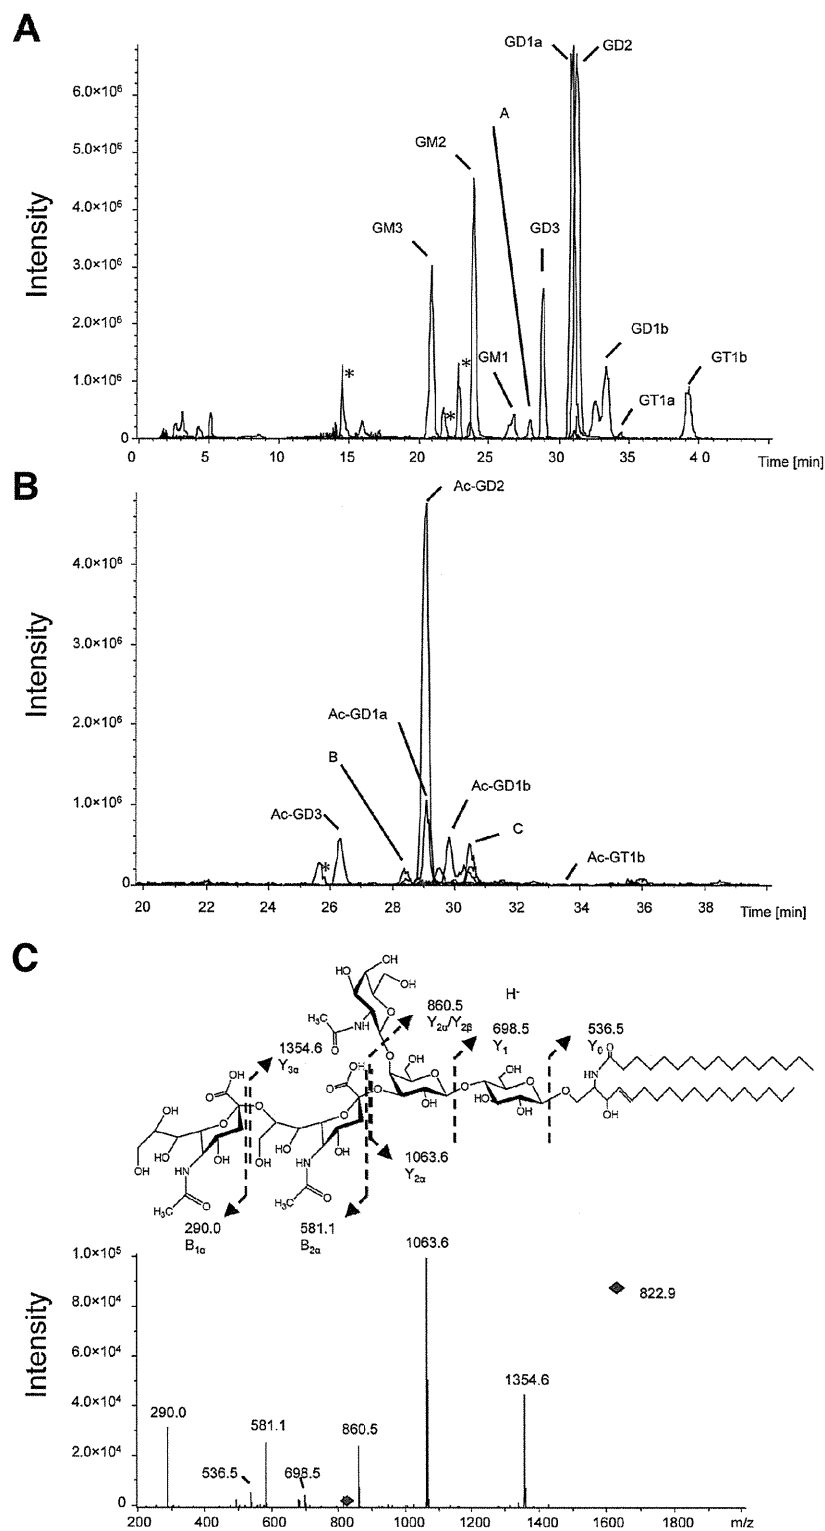 A
GD1a
GD2
6.0×10⁶
A
5.0×10⁶
GM2
Intensity
4.0×10⁶
GM3
GD3
3.0×10⁶
GD1b
2.0×10⁶
*
*
GM1
GT1b
1.0×10⁶
*
GT1a
0
0 5 10 15 20 25 30 35 40
Time [min]
B
Ac-GD2
4.0×10⁶
Intensity
3.0×10⁶
Ac-GD1a
2.0×10⁶
B
Ac-GD1b
1.0×10⁶
Ac-GD3
C
Ac-GT1b
*
0
20 22 24 26 28 30 32 34 36 38
Time [min]
C
HO OH
OH
H₃C NH O
O
860.5
Y2α/Y2β
H-
698.5
Y1
536.5
Y0
1354.6
Y3α
OH
OH
O
HN
O
OH
HO
OH
OH
O
OH
OH
HO
OH
O
O
OH
HO
OH
HN
O
H₃C
OH
HO
OH
HN
O
H₃C
1063.6
Y2α
290.0
B1α
581.1
B2α
1063.6
1.0×10⁵
822.9
8.0×10⁴
Intensity
6.0×10⁴
1354.6
4.0×10⁴
290.0
581.1
860.5
2.0×10⁴
536.5
698.5
0
200 400 600 800 1000 1200 1400 1600 1800 m/z